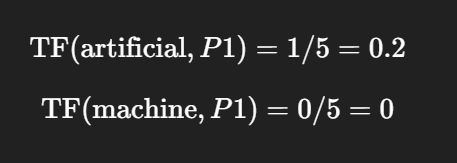 TF(artificial, P1) = 1/5 = 0.2
TF(machine, P1) = 0/5 = 0